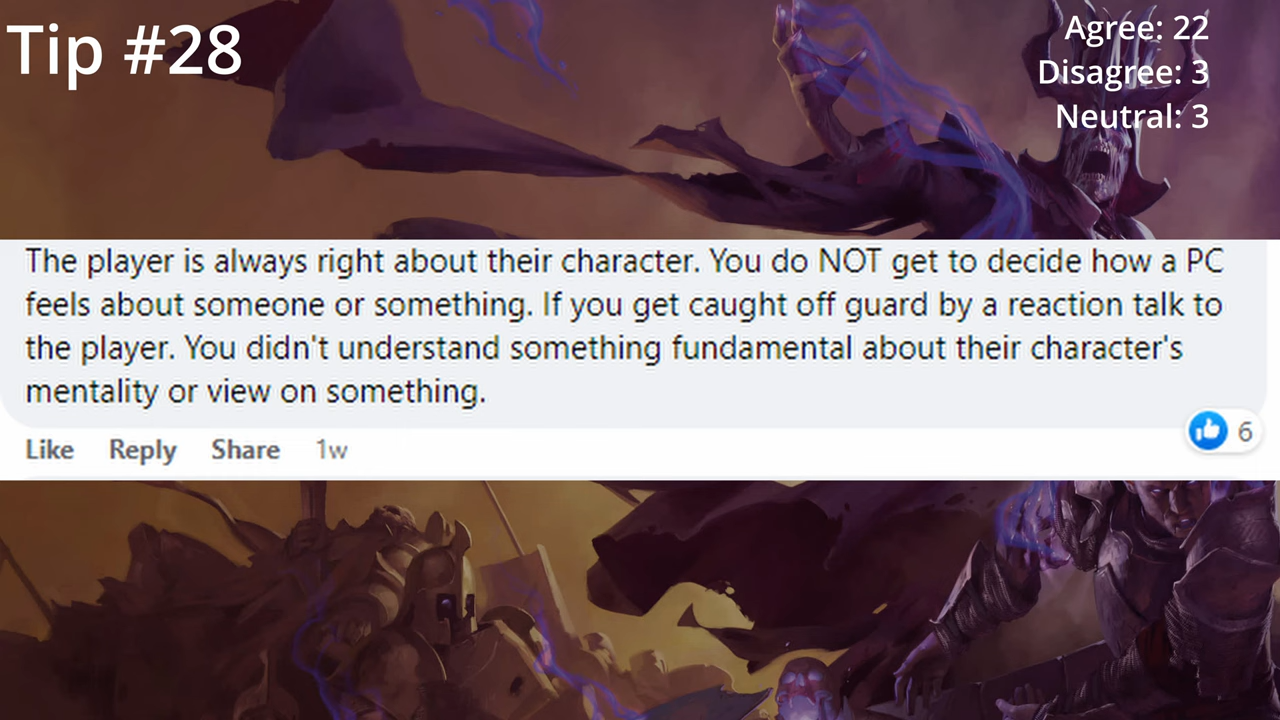 Tip #28
Agree: 22
Disagree: 3
Neutral: 3
The player is always right about their character. You do NOT get to decide how a PC
feels about someone or something. If you get caught off guard by a reaction talk to
the player. You didn't understand something fundamental about their character's
mentality or view on something.
6
Like Reply Share 1w